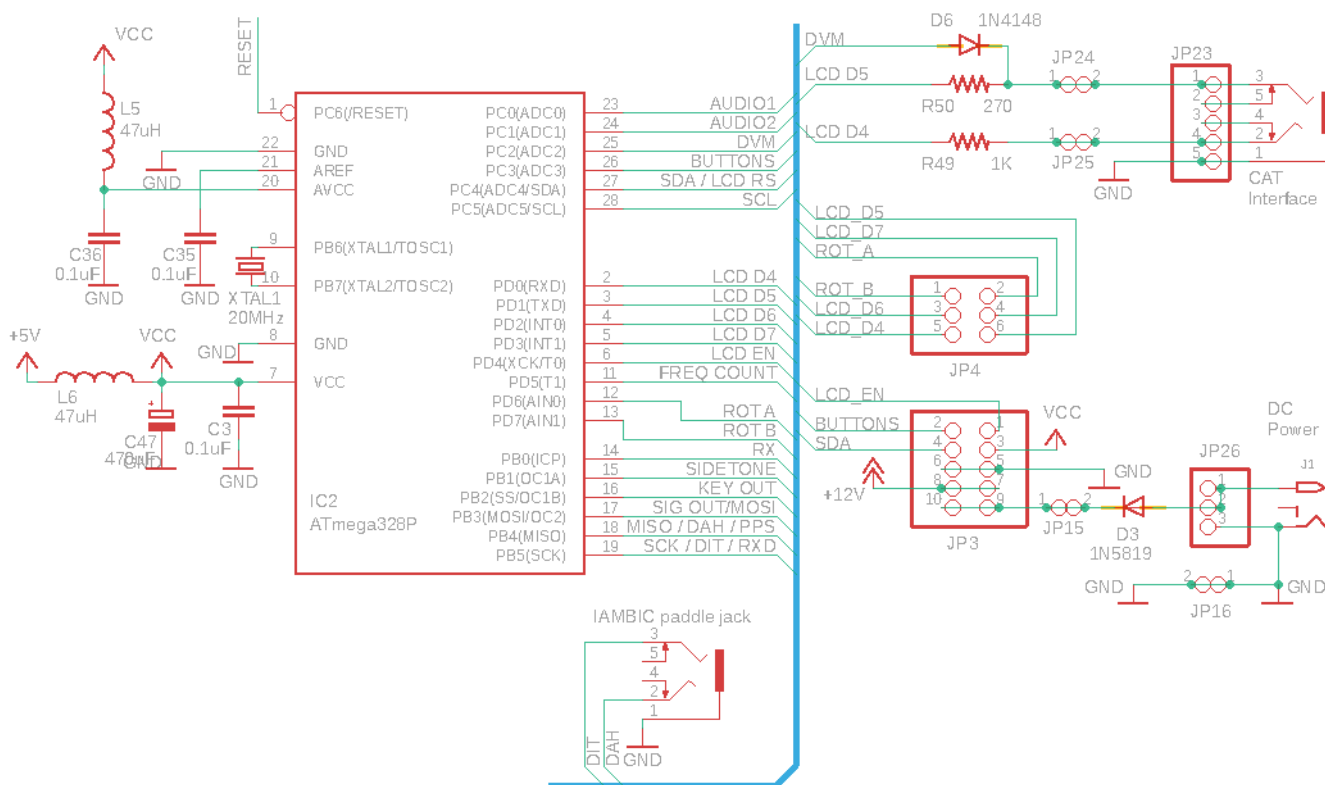 VCC
RESET
L5
47uH
1
PC6(/RESET)
22
GND
21
AREF
20
AVCC
GND
C36
0.1uF
GND
C35
0.1uF
GND
9
PB6(XTAL1/TOSC1)
10
PB7(XTAL2/TOSC2)
XTAL1
20MHz
8
GND
GND
7
VCC
+5V
VCC
L6
47uH
+
C47
GND
C3
0.1uF
GND
IC2
ATmega328P
PC0(ADC0) 23 AUDIO1
PC1(ADC1) 24 AUDIO2
PC2(ADC2) 25 DVM
PC3(ADC3) 26 BUTTONS
PC4(ADC4/SDA) 27 SDA / LCD RS
PC5(ADC5/SCL) 28 SCL
PD0(RXD) 2 LCD D4
PD1(TXD) 3 LCD D5
PD2(INT0) 4 LCD D6
PD3(INT1) 5 LCD D7
PD4(XCK/T0) 6 LCD EN
PD5(T1) 11 FREQ COUNT
PD6(AIN0) 12 ROT A
PD7(AIN1) 13 ROT B
PB0(ICP) 14 RX
PB1(OC1A) 15 SIDETONE
PB2(SS/OC1B) 16 KEY OUT
PB3(MOSI/OC2) 17 SIG OUT/MOSI
PB4(MISO) 18 MISO / DAH / PPS
PB5(SCK) 19 SCK / DIT / RXD
IAMBIC paddle jack
3
5
4
2
1
DIT
DAH
GND
D6 1N4148
DVM
LCD D5
R50 270
JP24
1 2
LCD D4
R49 1K
1 2
JP25
JP23
1
2
3
4
5
GND
3
5
4
2
1
CAT
Interface
LCD_D5
LCD_D7
ROT_A
ROT_B
LCD_D6
LCD_D4
1 2
3 4
5 6
JP4
LCD_EN
BUTTONS
SDA
+12V
2 1
4 3
6 5
8 7
10 9
JP3
VCC
GND
1 2
JP15
D3
1N5819
JP26
1
2
3
DC
Power
J1
GND
2 1
JP16
GND